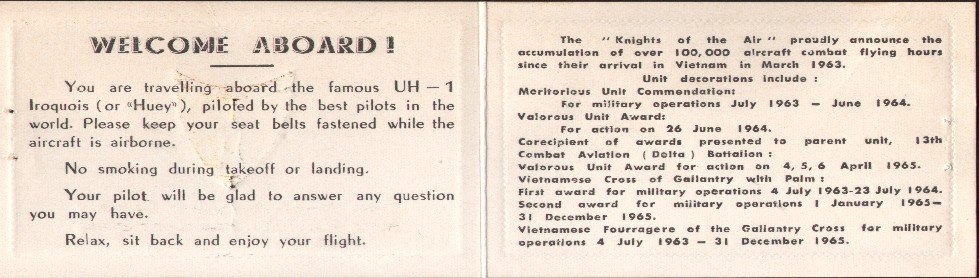 WELCOME ABOARD!
You are travelling aboard the famous UH — 1
Iroquois (or «Huey»), piloted by the best pilots in the
world. Please keep your seat belts fastened while the
aircraft is airborne.
No smoking during takeoff or landing.
Your pilot will be glad to answer any question
you may have.
Relax, sit back and enjoy your flight.
The "Knights of the Air" proudly announce the
accumulation of over 100,000 aircraft combat flying hours
since their arrival in Vietnam in March 1963.
Unit decorations include :
Meritorious Unit Commendation:
For military operations July 1963 — June 1964.
Valorous Unit Award:
For action on 26 June 1964.
Corecipient of awards presented to parent unit, 13th
Combat Aviation (Delta) Battalion :
Valorous Unit Award for action on 4, 5, 6 April 1965.
Vietnamese Cross of Gallantry with Palm :
First award for military operations 4 July 1963-23 July 1964.
Second award for military operations 1 January 1965—
31 December 1965.
Vietnamese Fourragere of the Gallantry Cross for military
operations 4 July 1963 — 31 December 1965.